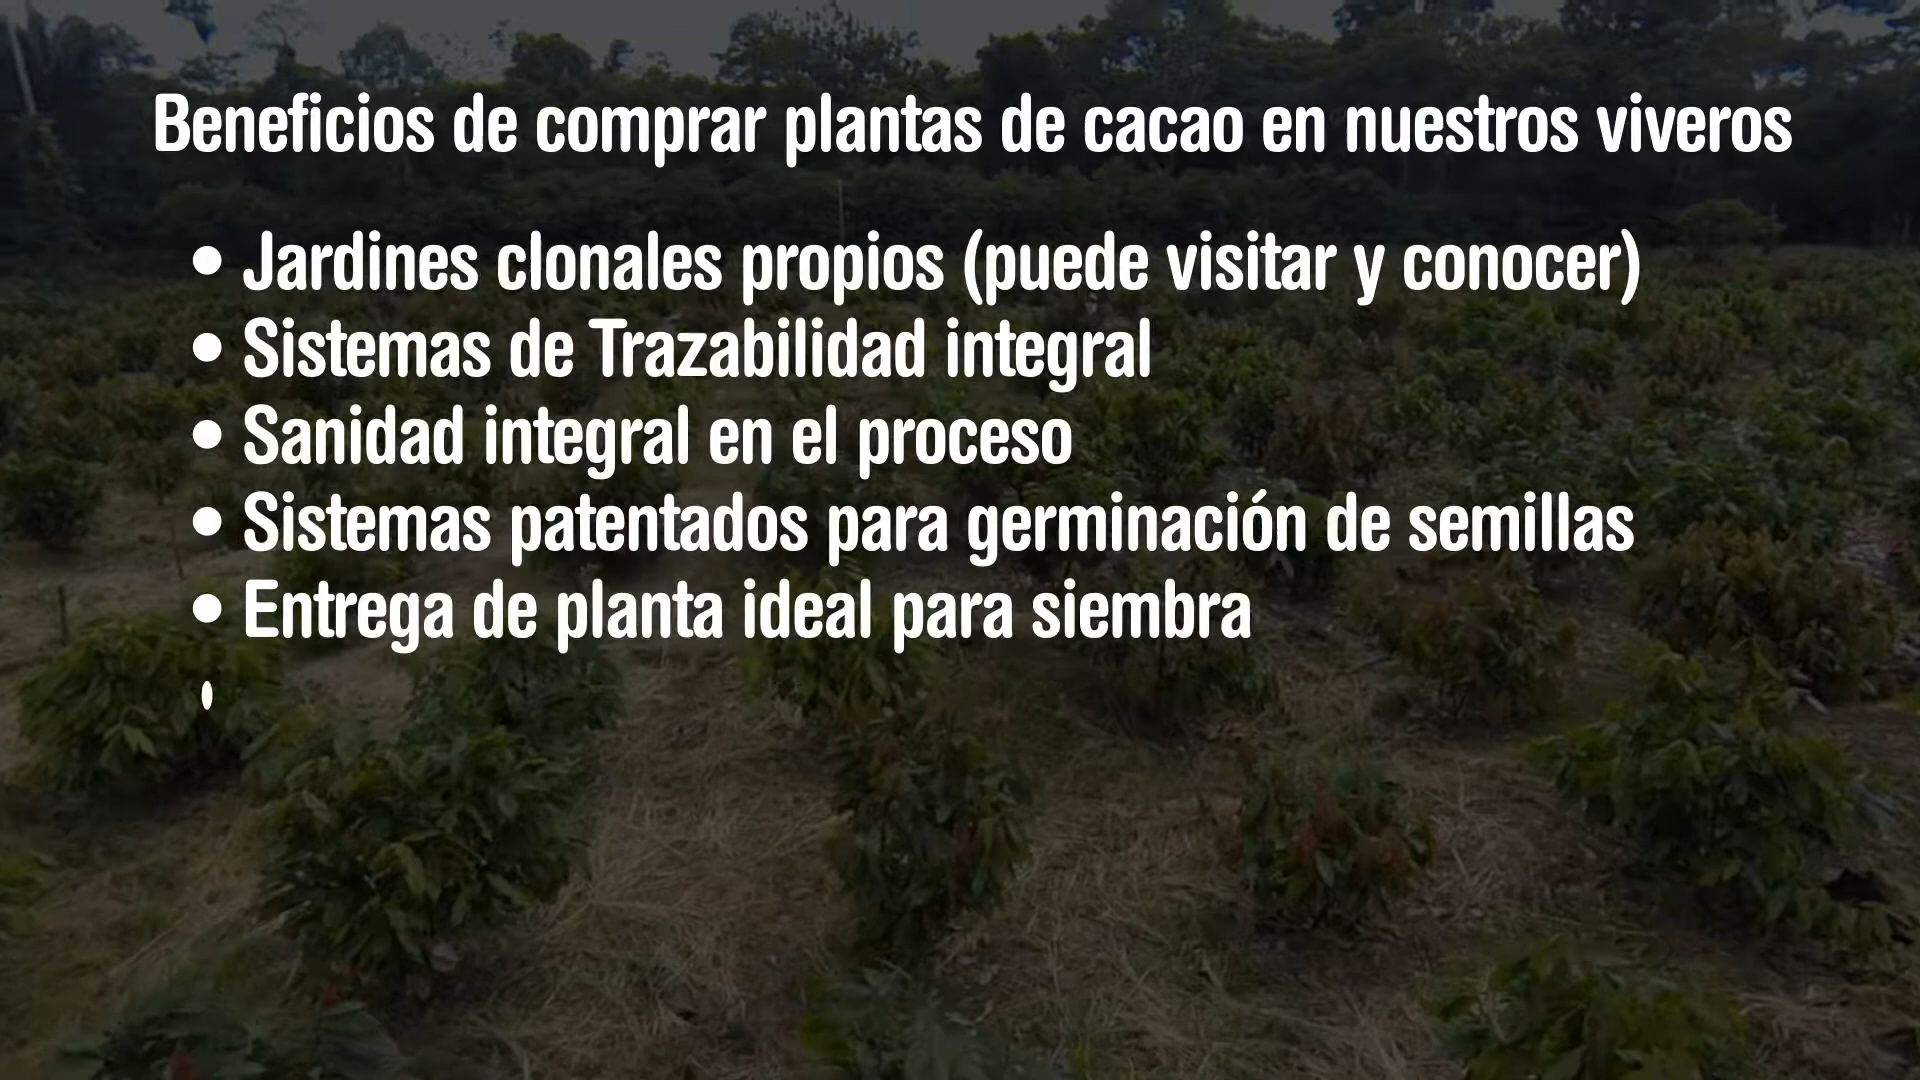 Beneficios de comprar plantas de cacao en nuestros viveros
• Jardines clonales propios (puede visitar y conocer)
• Sistemas de Trazabilidad integral
• Sanidad integral en el proceso
• Sistemas patentados para germinación de semillas
• Entrega de planta ideal para siembra
•